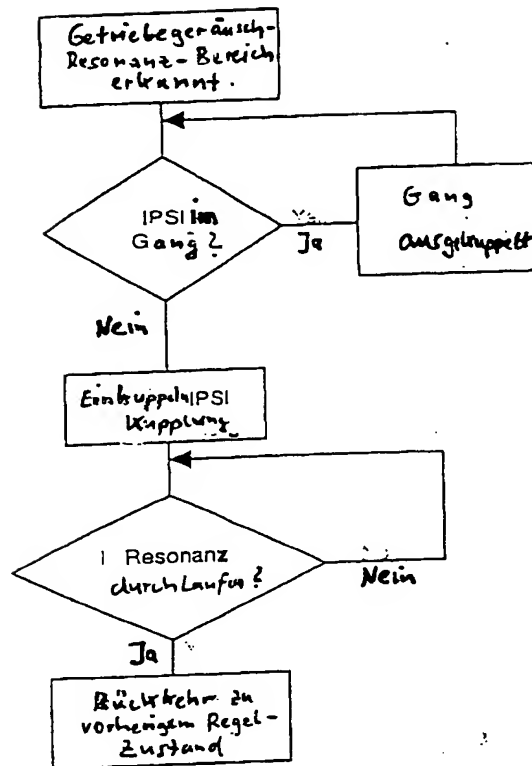 Getriebegeräusch-
Resonanz-Bereich
erkannt.
IPSI im
Gang?
Ja
Gang
ausgekuppelt
Nein
Einkuppeln IPSI
Kupplung
Resonanz
durchlaufen?
Nein
Ja
Rückkehr zu
vorherigem Regel-
Zustand